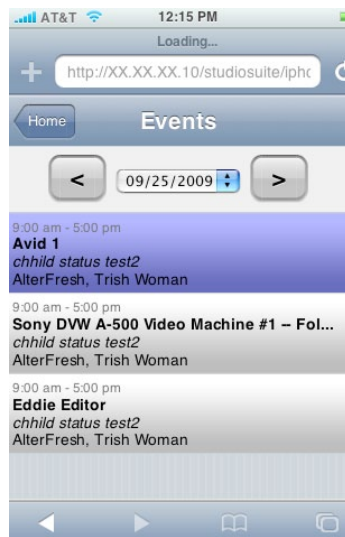 AT&T 12:15 PM
Loading...
http://XX.XX.XX.10/studiosuite/iphc
Home Events
< 09/25/2009 >
9:00 am - 5:00 pm
Avid 1
chhild status test2
AlterFresh, Trish Woman
9:00 am - 5:00 pm
Sony DVW A-500 Video Machine #1 -- Fol...
chhild status test2
AlterFresh, Trish Woman
9:00 am - 5:00 pm
Eddie Editor
chhild status test2
AlterFresh, Trish Woman